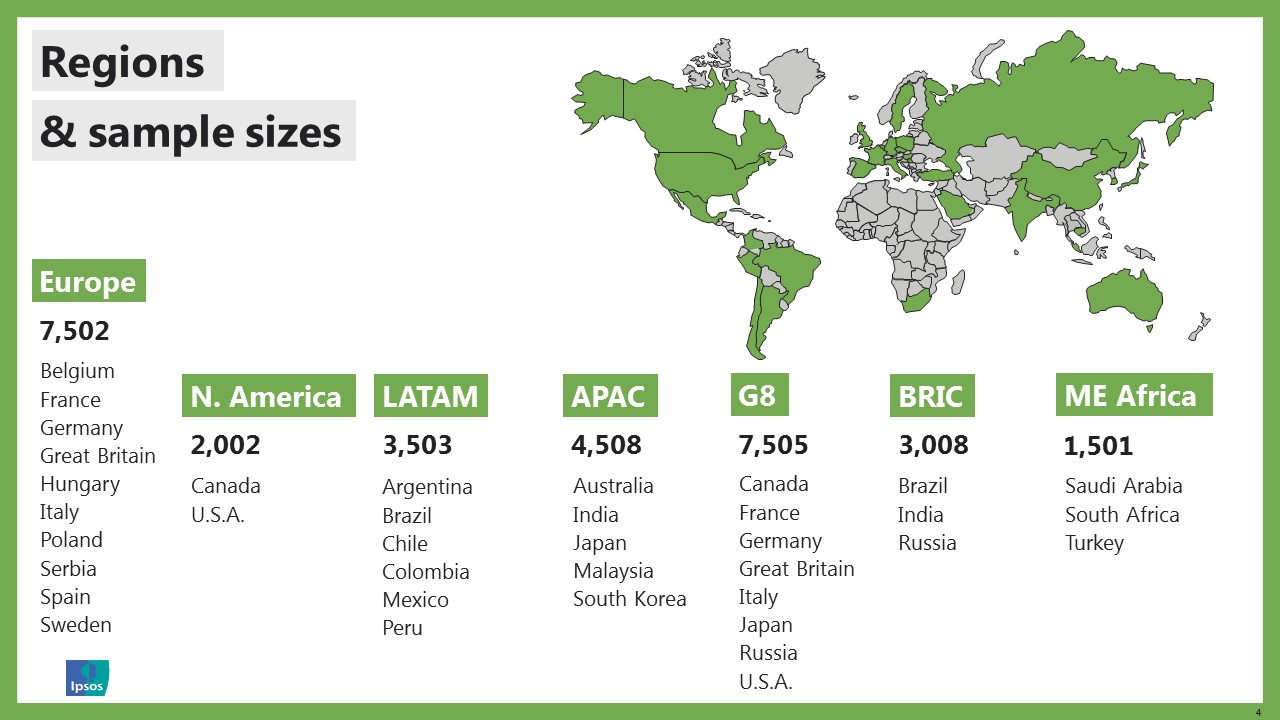 Regions
& sample sizes
Europe
7,502
Belgium
France
Germany
Great Britain
Hungary
Italy
Poland
Serbia
Spain
Sweden
N. America
2,002
Canada
U.S.A.
LATAM
3,503
Argentina
Brazil
Chile
Colombia
Mexico
Peru
APAC
4,508
Australia
India
Japan
Malaysia
South Korea
G8
7,505
Canada
France
Germany
Great Britain
Italy
Japan
Russia
U.S.A.
BRIC
3,008
Brazil
India
Russia
ME Africa
1,501
Saudi Arabia
South Africa
Turkey
Ipsos
4